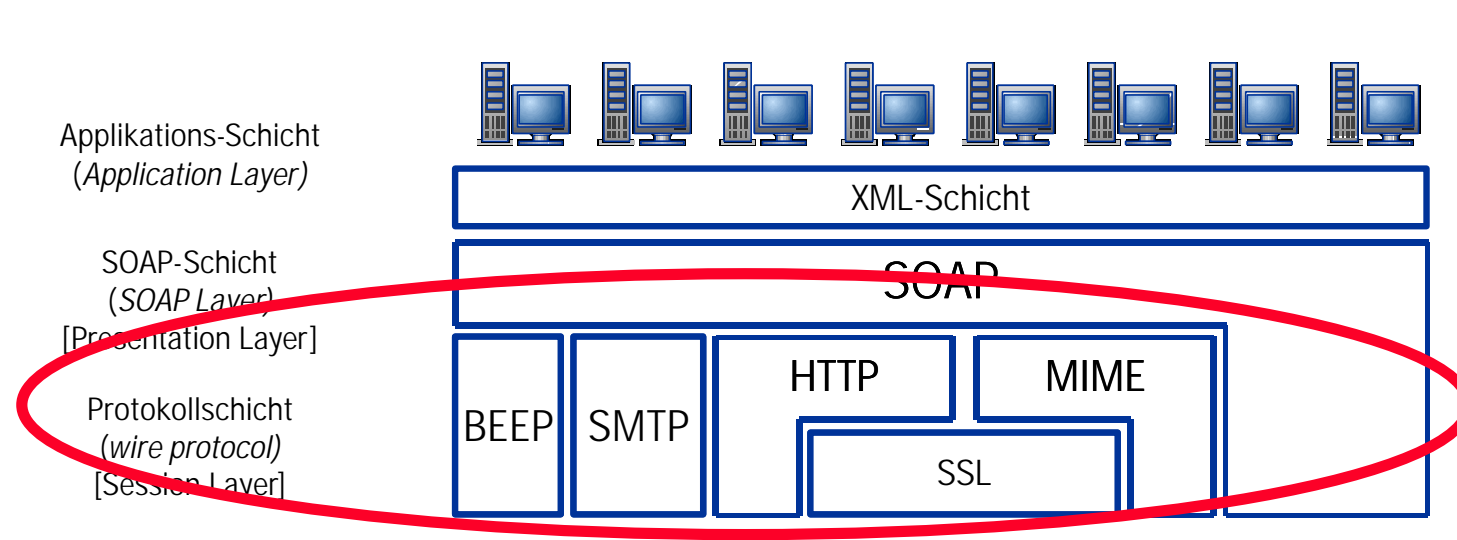 Applikations-Schicht
(Application Layer)
XML-Schicht
SOAP-Schicht
(SOAP Layer)
[Presentation Layer]
SOAP
Protokollschicht
(wire protocol)
[Session Layer]
BEEP
SMTP
HTTP
MIME
SSL